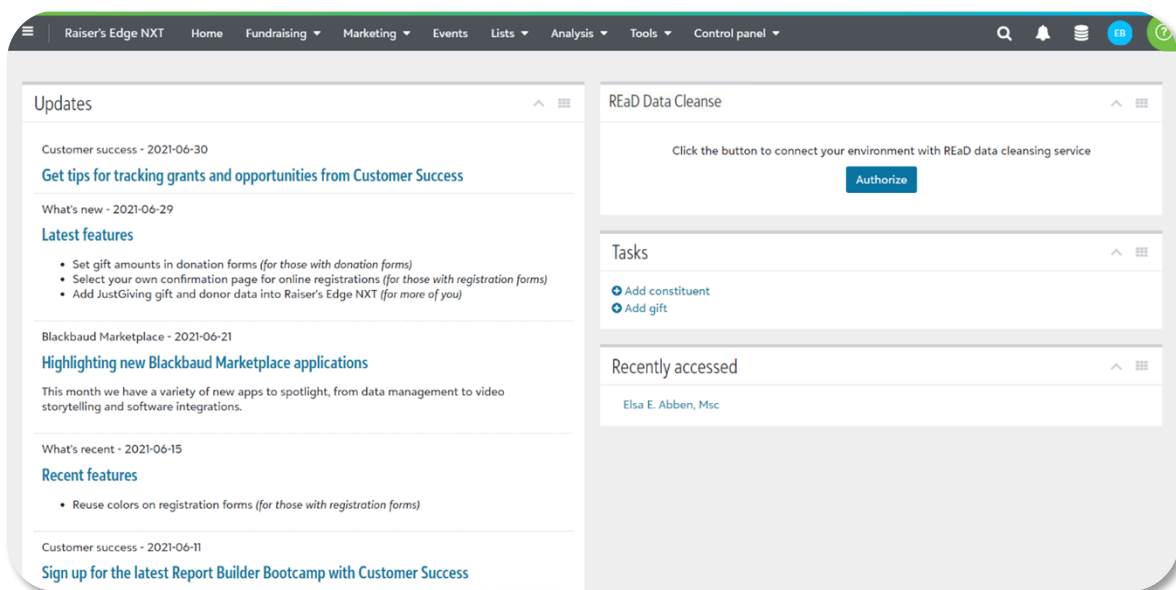 Raiser's Edge NXT Home Fundraising Marketing Events Lists Analysis Tools Control panel EB ?
Updates
Customer success - 2021-06-30
Get tips for tracking grants and opportunities from Customer Success
What's new - 2021-06-29
Latest features
• Set gift amounts in donation forms (for those with donation forms)
• Select your own confirmation page for online registrations (for those with registration forms)
• Add JustGiving gift and donor data into Raiser's Edge NXT (for more of you)
Blackbaud Marketplace - 2021-06-21
Highlighting new Blackbaud Marketplace applications
This month we have a variety of new apps to spotlight, from data management to video
storytelling and software integrations.
What's recent - 2021-06-15
Recent features
• Reuse colors on registration forms (for those with registration forms)
Customer success - 2021-06-11
Sign up for the latest Report Builder Bootcamp with Customer Success
REaD Data Cleanse
Click the button to connect your environment with REaD data cleansing service
Authorize
Tasks
Add constituent
Add gift
Recently accessed
Elsa E. Abben, Msc